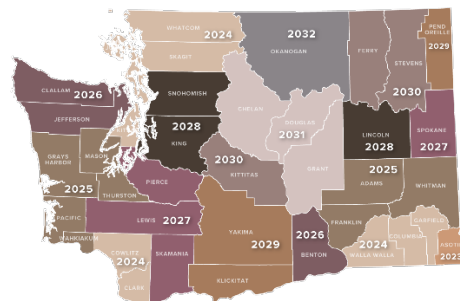 WHATCOM
2024
SKAGIT
2032
OKANOGAN
FERRY
STEVENS
2030
PEND
OREILLE
2029
CLALLAM
2026
JEFFERSON
SNOHOMISH
2028
KING
CHELAN
DOUGLAS
2031
GRANT
LINCOLN
2028
SPOKANE
2027
GRAYS
HARBOR
MASON
2025
THURSTON
PIERCE
2030
KITTITAS
2025
ADAMS
WHITMAN
PACIFIC
WAHKIAKUM
LEWIS
2027
YAKIMA
2029
2026
BENTON
FRANKLIN
2024
WALLA WALLA
COLUMBIA
GARFIELD
ASOTIN
2023
COWLITZ
2024
CLARK
SKAMANIA
KLICKITAT